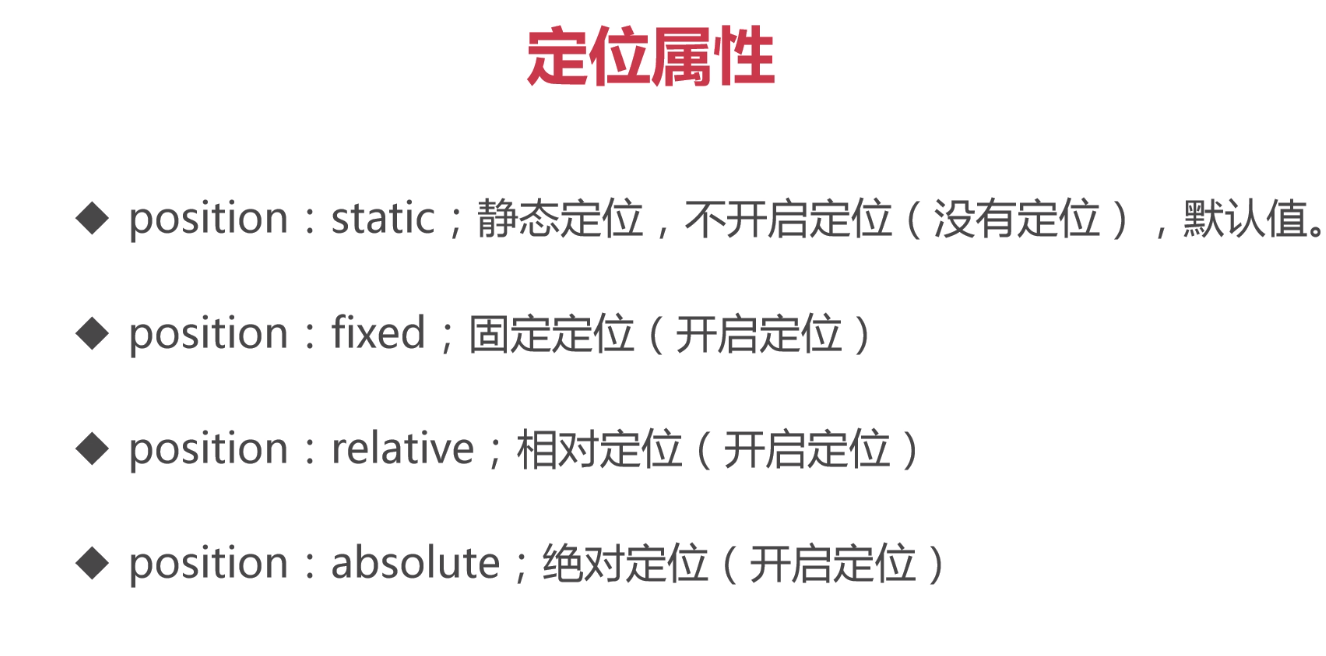 定位属性
◆ position：static；静态定位，不开启定位（没有定位），默认值。
◆ position：fixed；固定定位（开启定位）
◆ position：relative；相对定位（开启定位）
◆ position：absolute；绝对定位（开启定位）